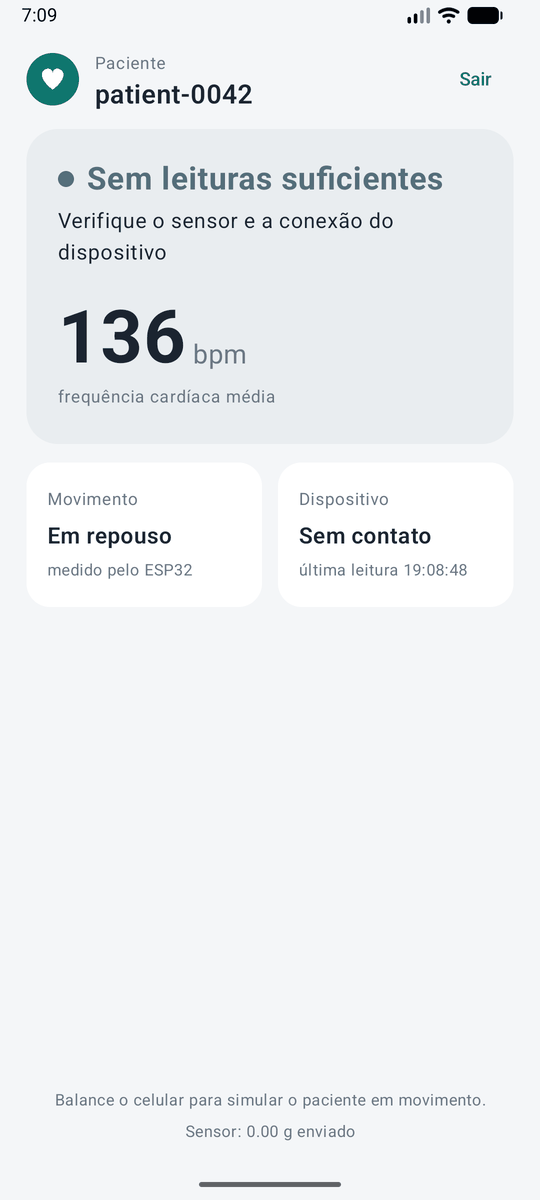 7:09
Paciente
patient-0042
Sair
Sem leituras suficientes
Verifique o sensor e a conexão do
dispositivo
136 bpm
frequência cardíaca média
Movimento
Em repouso
medido pelo ESP32
Dispositivo
Sem contato
última leitura 19:08:48
Balance o celular para simular o paciente em movimento.
Sensor: 0.00 g enviado